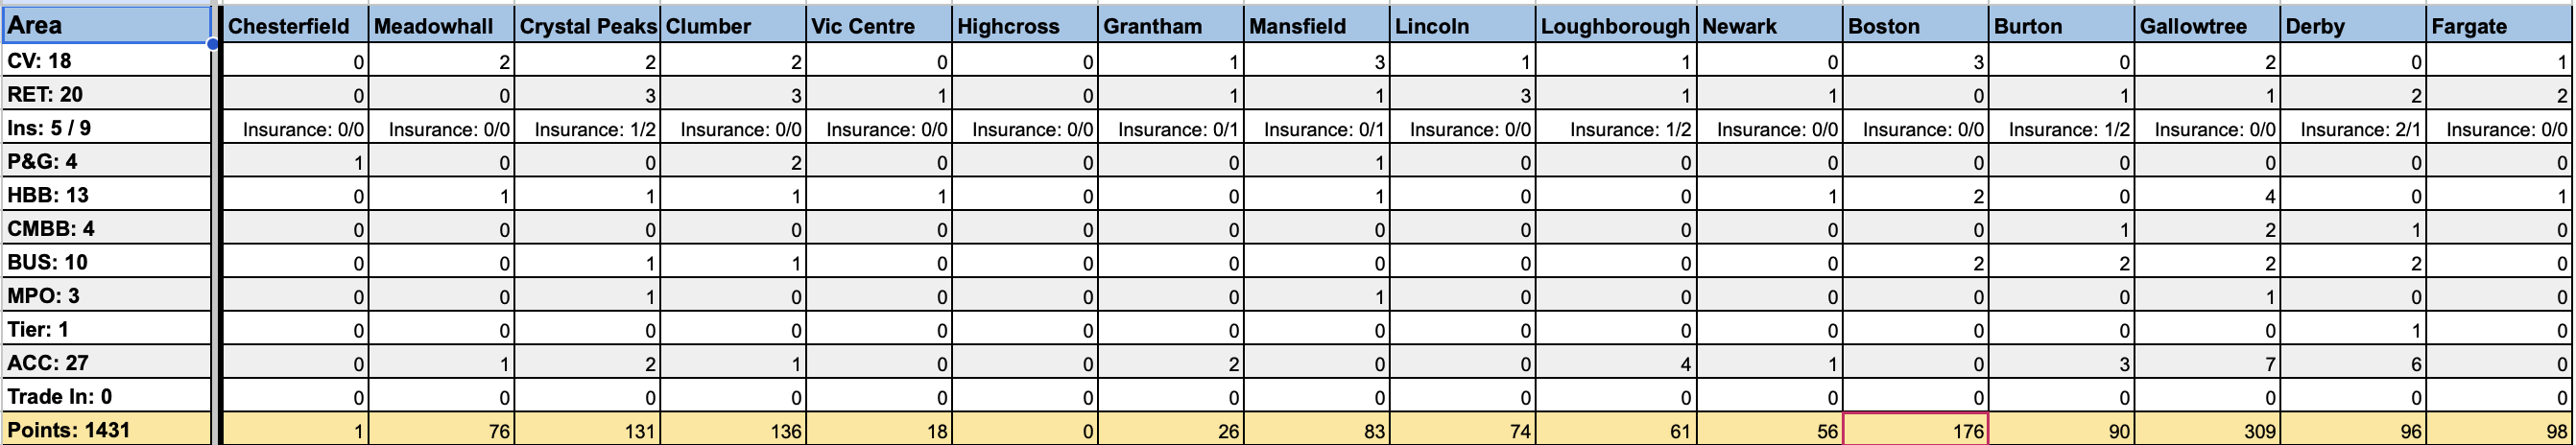 Area Chesterfield Meadowhall Crystal Peaks Clumber Vic Centre Highcross Grantham Mansfield Lincoln Loughborough Newark Boston Burton Gallowtree Derby Fargate
CV: 18 0 2 2 2 0 0 1 3 1 1 0 3 0 2 0 1
RET: 20 0 0 3 3 1 0 1 1 3 1 1 0 1 1 2 2
Ins: 5 / 9 Insurance: 0/0 Insurance: 0/0 Insurance: 1/2 Insurance: 0/0 Insurance: 0/0 Insurance: 0/0 Insurance: 0/1 Insurance: 0/1 Insurance: 0/0 Insurance: 1/2 Insurance: 0/0 Insurance: 0/0 Insurance: 1/2 Insurance: 0/0 Insurance: 2/1 Insurance: 0/0
P&G: 4 1 0 0 2 0 0 0 1 0 0 0 0 0 0 0 0
HBB: 13 0 1 1 1 1 0 0 1 0 0 1 2 0 4 0 1
CMBB: 4 0 0 0 0 0 0 0 0 0 0 0 0 1 2 1 0
BUS: 10 0 0 1 1 0 0 0 0 0 0 0 2 2 2 2 0
MPO: 3 0 0 1 0 0 0 0 1 0 0 0 0 0 1 0 0
Tier: 1 0 0 0 0 0 0 0 0 0 0 0 0 0 0 1 0
ACC: 27 0 1 2 1 0 0 2 0 0 4 1 0 3 7 6 0
Trade In: 0 0 0 0 0 0 0 0 0 0 0 0 0 0 0 0 0
Points: 1431 1 76 131 136 18 0 26 83 74 61 56 176 90 309 96 98